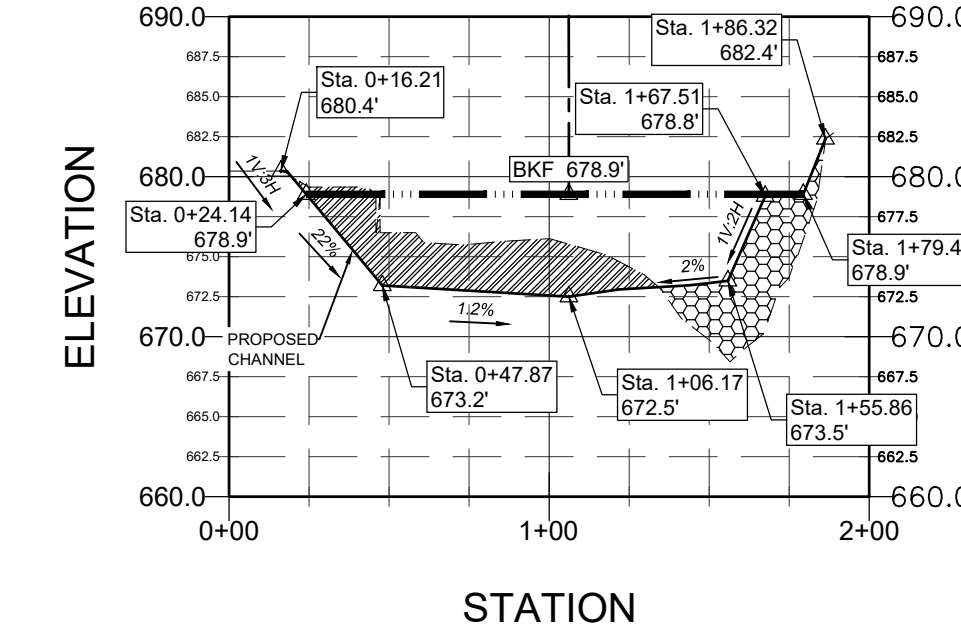 690.0
690.0
Sta. 1+86.32
682.4'
687.5
687.5
Sta. 0+16.21
680.4'
Sta. 1+67.51
678.8'
685.0
685.0
682.5
682.5
BKF 678.9'
680.0
680.0
1V:3H
Sta. 0+24.14
678.9'
677.5
677.5
22%
1V:2H
Sta. 1+79.4
678.9'
675.0
675.0
2%
672.5
672.5
1.2%
670.0
670.0
PROPOSED
CHANNEL
Sta. 0+47.87
673.2'
Sta. 1+06.17
672.5'
667.5
667.5
Sta. 1+55.86
673.5'
665.0
665.0
662.5
662.5
660.0
660.0
0+00
1+00
2+00
ELEVATION
STATION